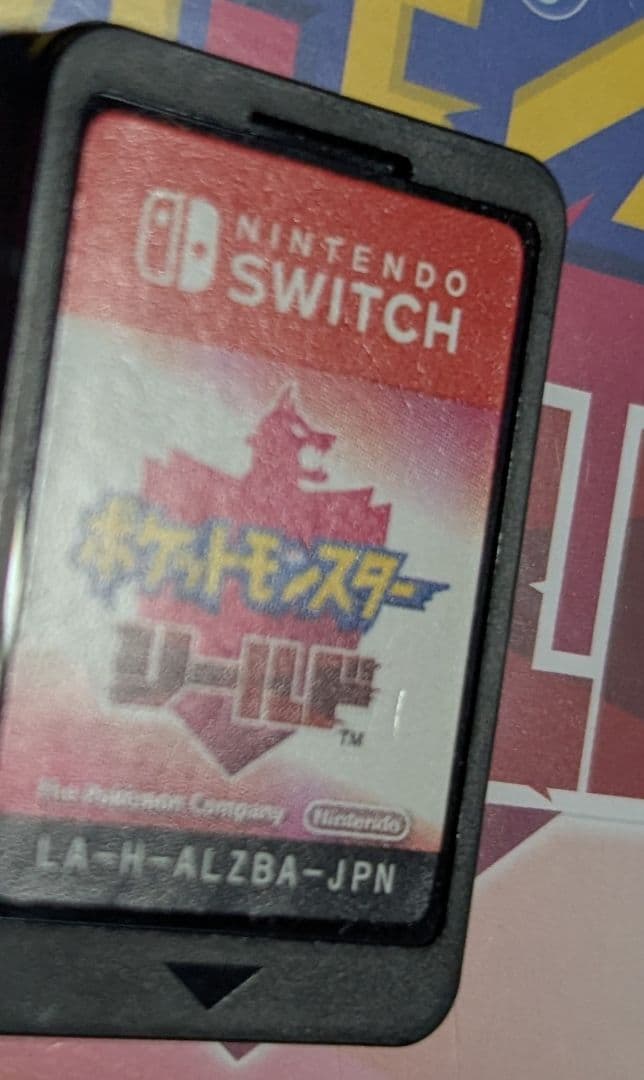 NINTENDO
SWITCH
ポケットモンスター
シールド
TM
The Pokémon Company
Nintendo
LA-H-ALZBA-JPN